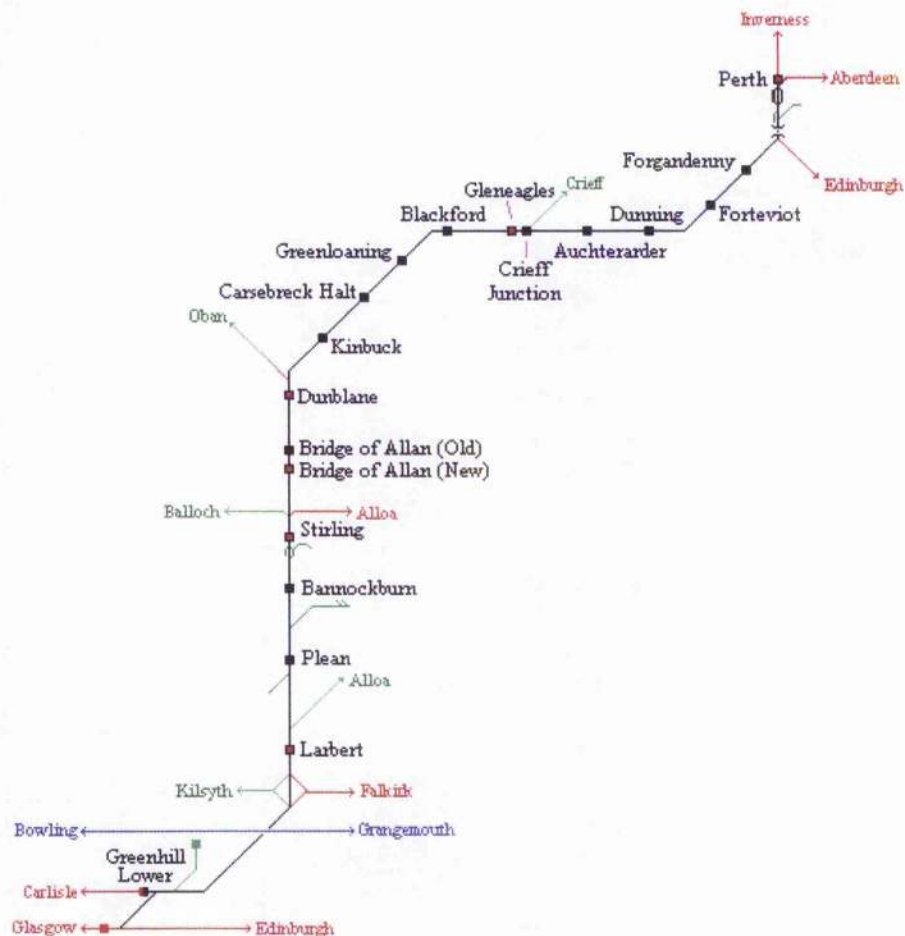 Inverness
Perth
Aberdeen
Forgandenny
Edinburgh
Gleneagles
Crieff
Blackford
Dunning
Forteviot
Greenloaning
Auchterarder
Crieff
Junction
Carsebreck Halt
Oban
Kinbuck
Dunblane
Bridge of Allan (Old)
Bridge of Allan (New)
Balloch
Alloa
Stirling
Bannockburn
Plean
Alloa
Larbert
Kilsyth
Falkirk
Bowling
Grangemouth
Greenhill
Lower
Carlisle
Glasgow
Edinburgh